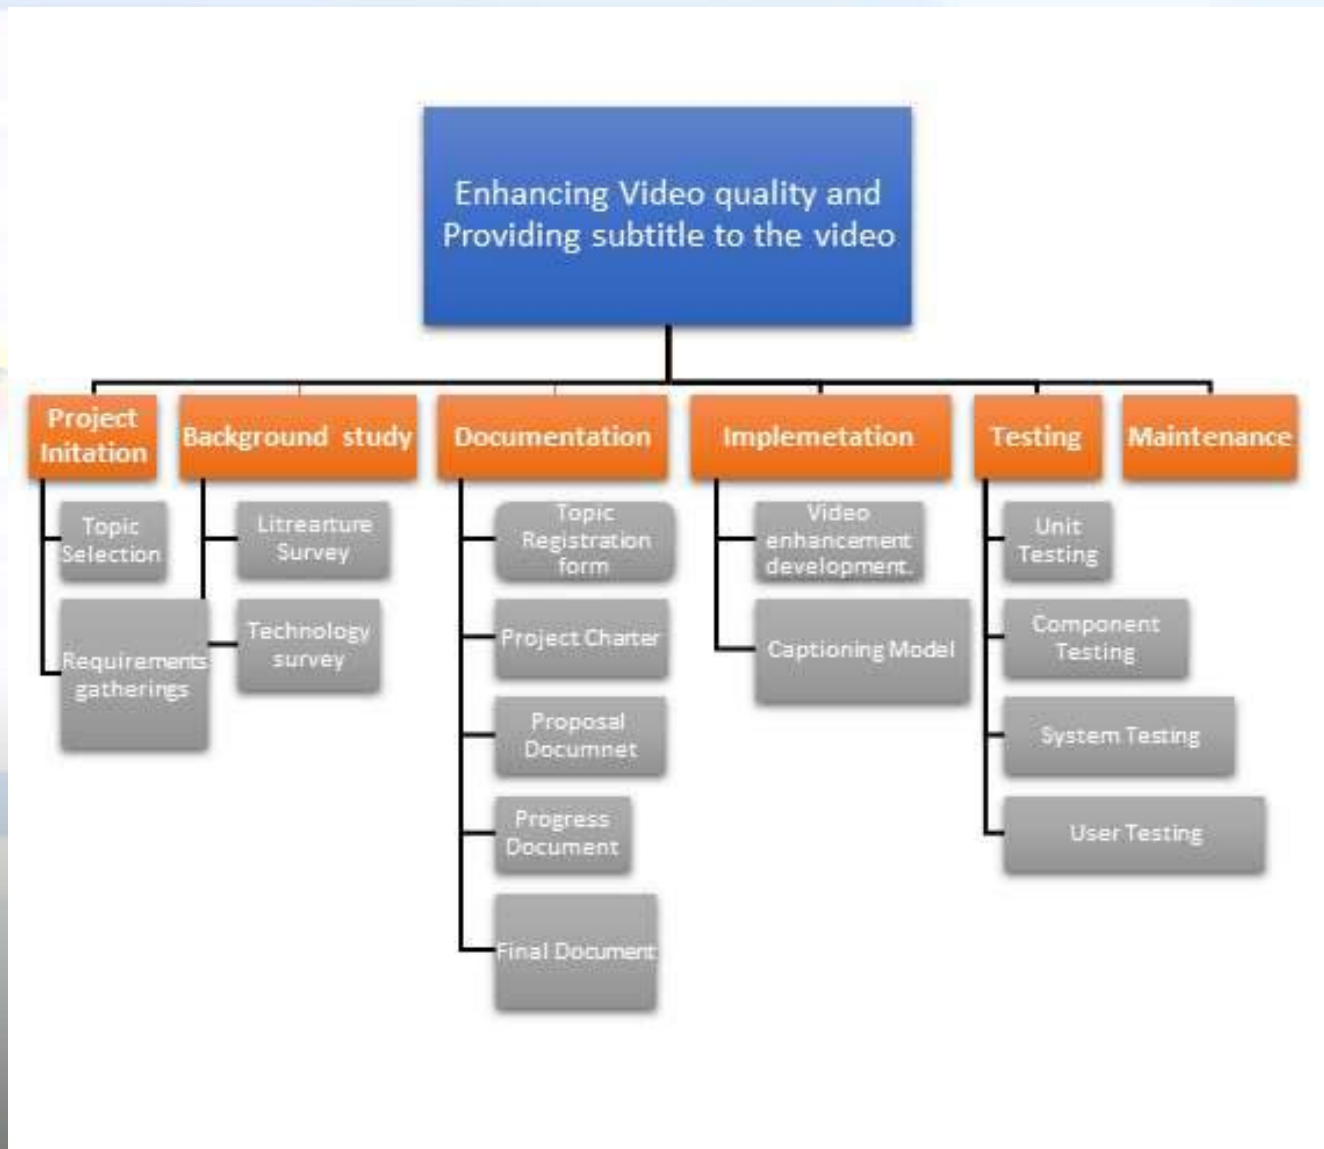 Enhancing Video quality and
Providing subtitle to the video
Project
Initation
Background study
Documentation
Implemetation
Testing
Maintenance
Topic
Selection
Requirements
gatherings
Litrearture
Survey
Technology
survey
Topic
Registration
form
Project Charter
Proposal
Documnet
Progress
Document
Final Document
Video
enhancement
development.
Captioning Model
Unit
Testing
Component
Testing
System Testing
User Testing